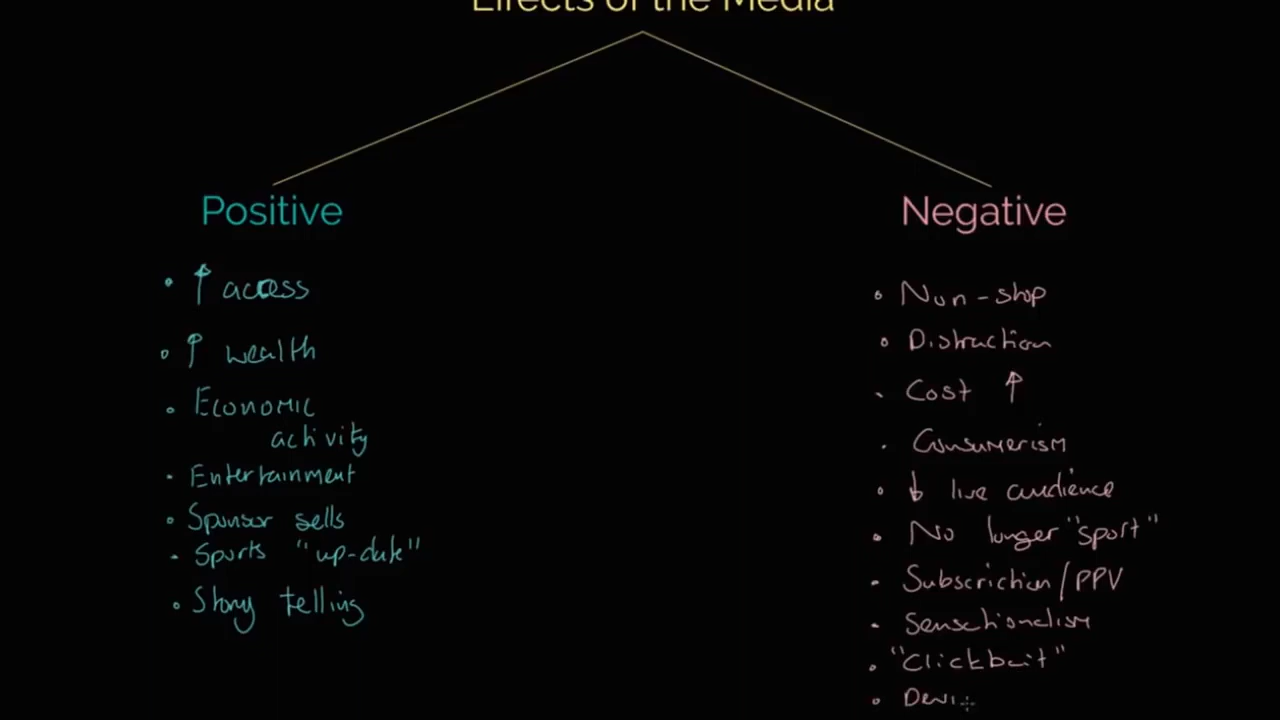 Effects of the Media
Positive
Negative
• ↑ access
• ↑ wealth
• Economic
activity
• Entertainment
• Sponsor sells
• Sports "up-date"
• Story telling
• Non-stop
• Distraction
• Cost ↑
• Consumerism
• ↓ live audience
• No longer "sport"
• Subscription/PPV
• Sensationalism
• "Clickbait"
• Devi